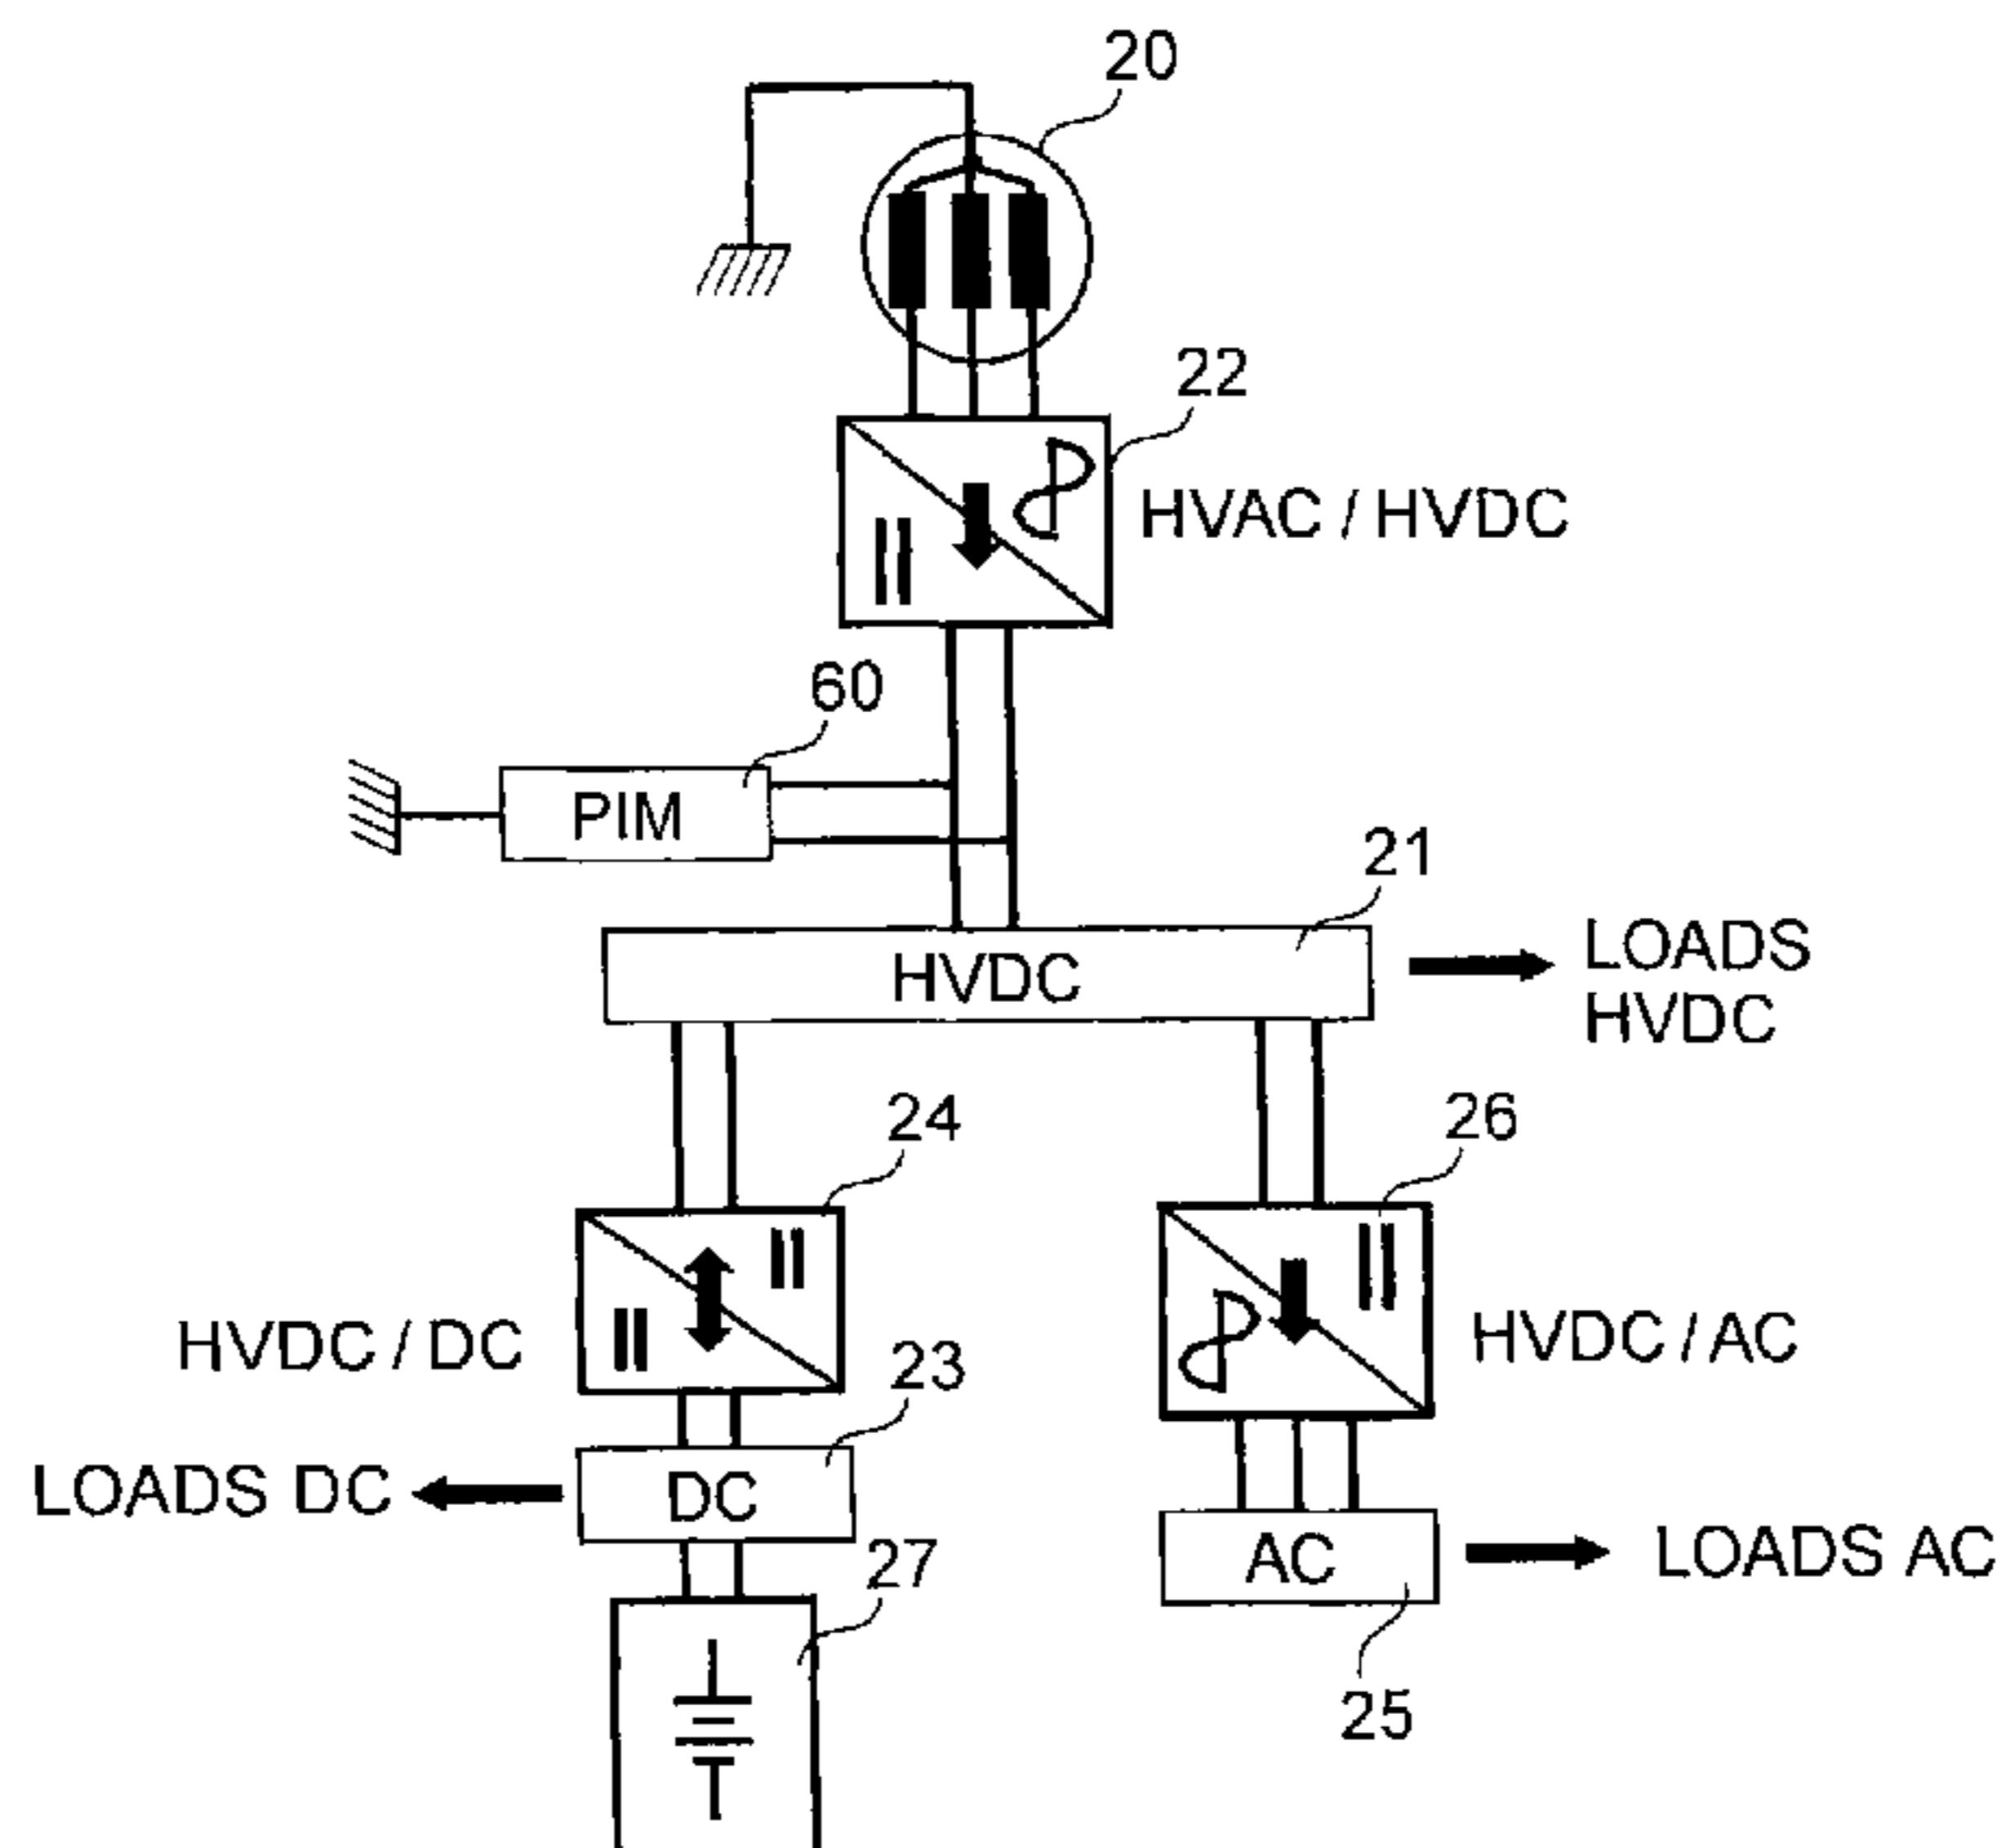 20
22
HVAC / HVDC
60
PIM
21
HVDC
LOADS
HVDC
24
26
HVDC / DC
HVDC / AC
23
LOADS DC
DC
27
AC
LOADS AC
25